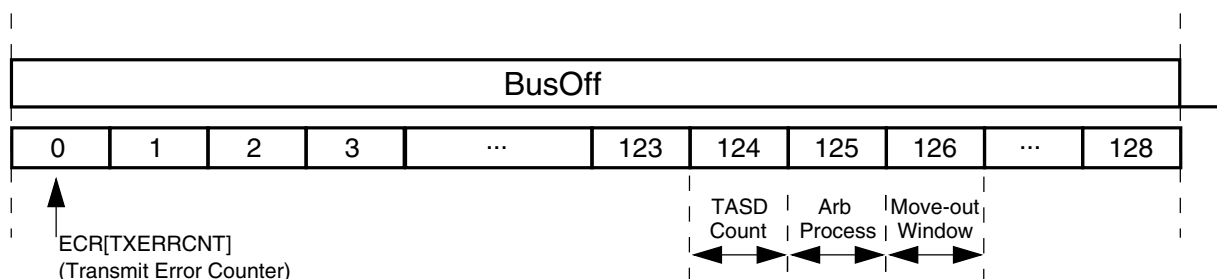 BusOff
0 1 2 3 ... 123 124 125 126 ... 128
TASD Count
Arb Process
Move-out Window
ECR[TXERRCNT]
(Transmit Error Counter)